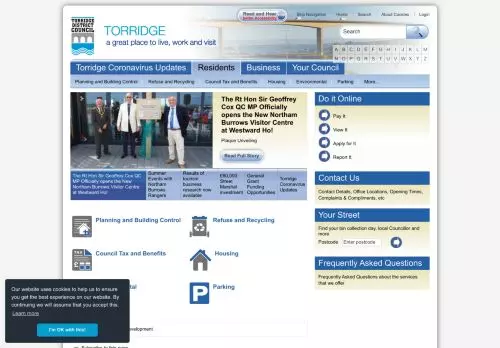 Read and Hear
Skip Navigation
Home
Search
About Cookies
Login
TORRIDGE
DISTRICT
COUNCIL
TORRIDGE
a great place to live, work and visit
Search
A B C D E F G H I J K L M
N O P Q R S T U V W X Y Z
Torridge Coronavirus Updates
Residents
Business
Your Council
Planning and Building Control
Refuse and Recycling
Council Tax and Benefits
Housing
Environmental
Parking
More...
The Rt Hon Sir Geoffrey
Cox QC MP Officially
opens the New Northam
Burrows Visitor Centre
at Westward Ho!
Plaque Unveiling
Read Full Story
The Rt Hon Sir Geoffrey Cox QC
MP Officially opens the New
Northam Burrows Visitor Centre
at Westward Ho!
Summer
Events with
Northam
Burrows
Rangers
Results of
tourism
business
research now
available
£60,000
Street
Marshal
investment
General
Grant
Funding
Opportunities
Torridge
Coronavirus
Updates
Do it Online
Pay It
View It
Apply for It
Report It
Contact Us
Contact Details, Office Locations, Opening Times,
Complaints & Compliments, etc
Your Street
Find your bin collection day, local Councillor and
more
Postcode
Enter postcode
Frequently Asked Questions
Frequently Asked Questions about the services
that we offer
Planning and Building Control
Refuse and Recycling
Council Tax and Benefits
Housing
Parking
Our website uses cookies to help us to ensure
you get the best experience on our website. By
continuing we will assume that you accept this.
Learn more
I'm OK with this!